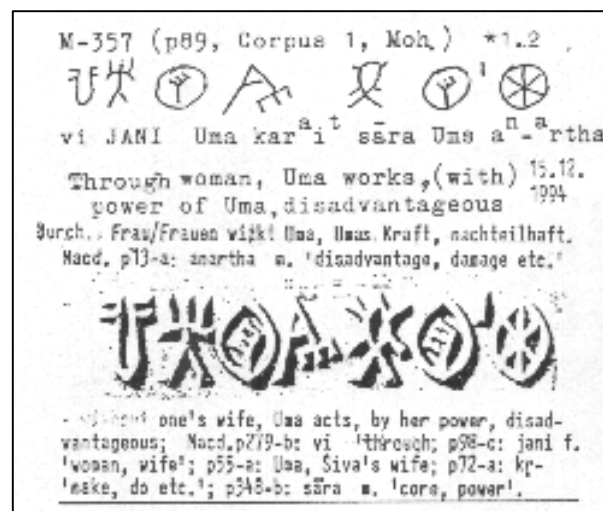 M-357 (p89, Corpus 1, Moh.) *1.2
vi JANI Uma karait sāra Uma an-artha
Through woman, Uma works, (with) 15.12.
power of Uma, disadvantageous 1994
Durch Frau/Frauen wirkt Uma, Umas Kraft, nachteilhaft.
Macd. p13-a: anartha m. 'disadvantage, damage etc.'
one's wife, Uma acts, by her power, disad-
vantageous; Macd.p279-b: vi 'through; p98-c: jani f.
'woman, wife'; p55-a: Uma, Śiva's wife; p72-a: kṛ-
'make, do etc.'; p348-b: sāra m. 'core, power'.